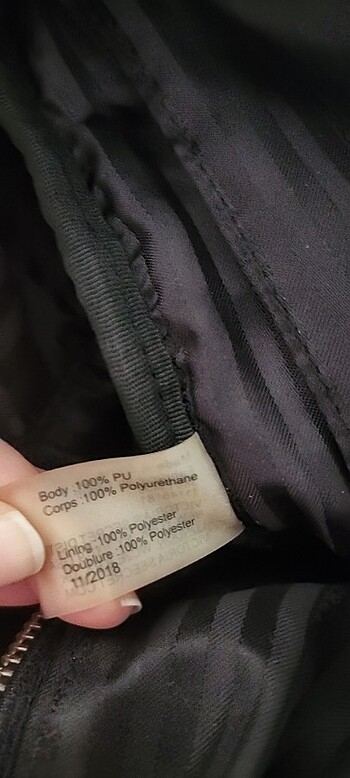 Body :100% PU
Corps :100% Polyurethane
Lining :100% Polyester
Doublure :100% Polyester
11/2018